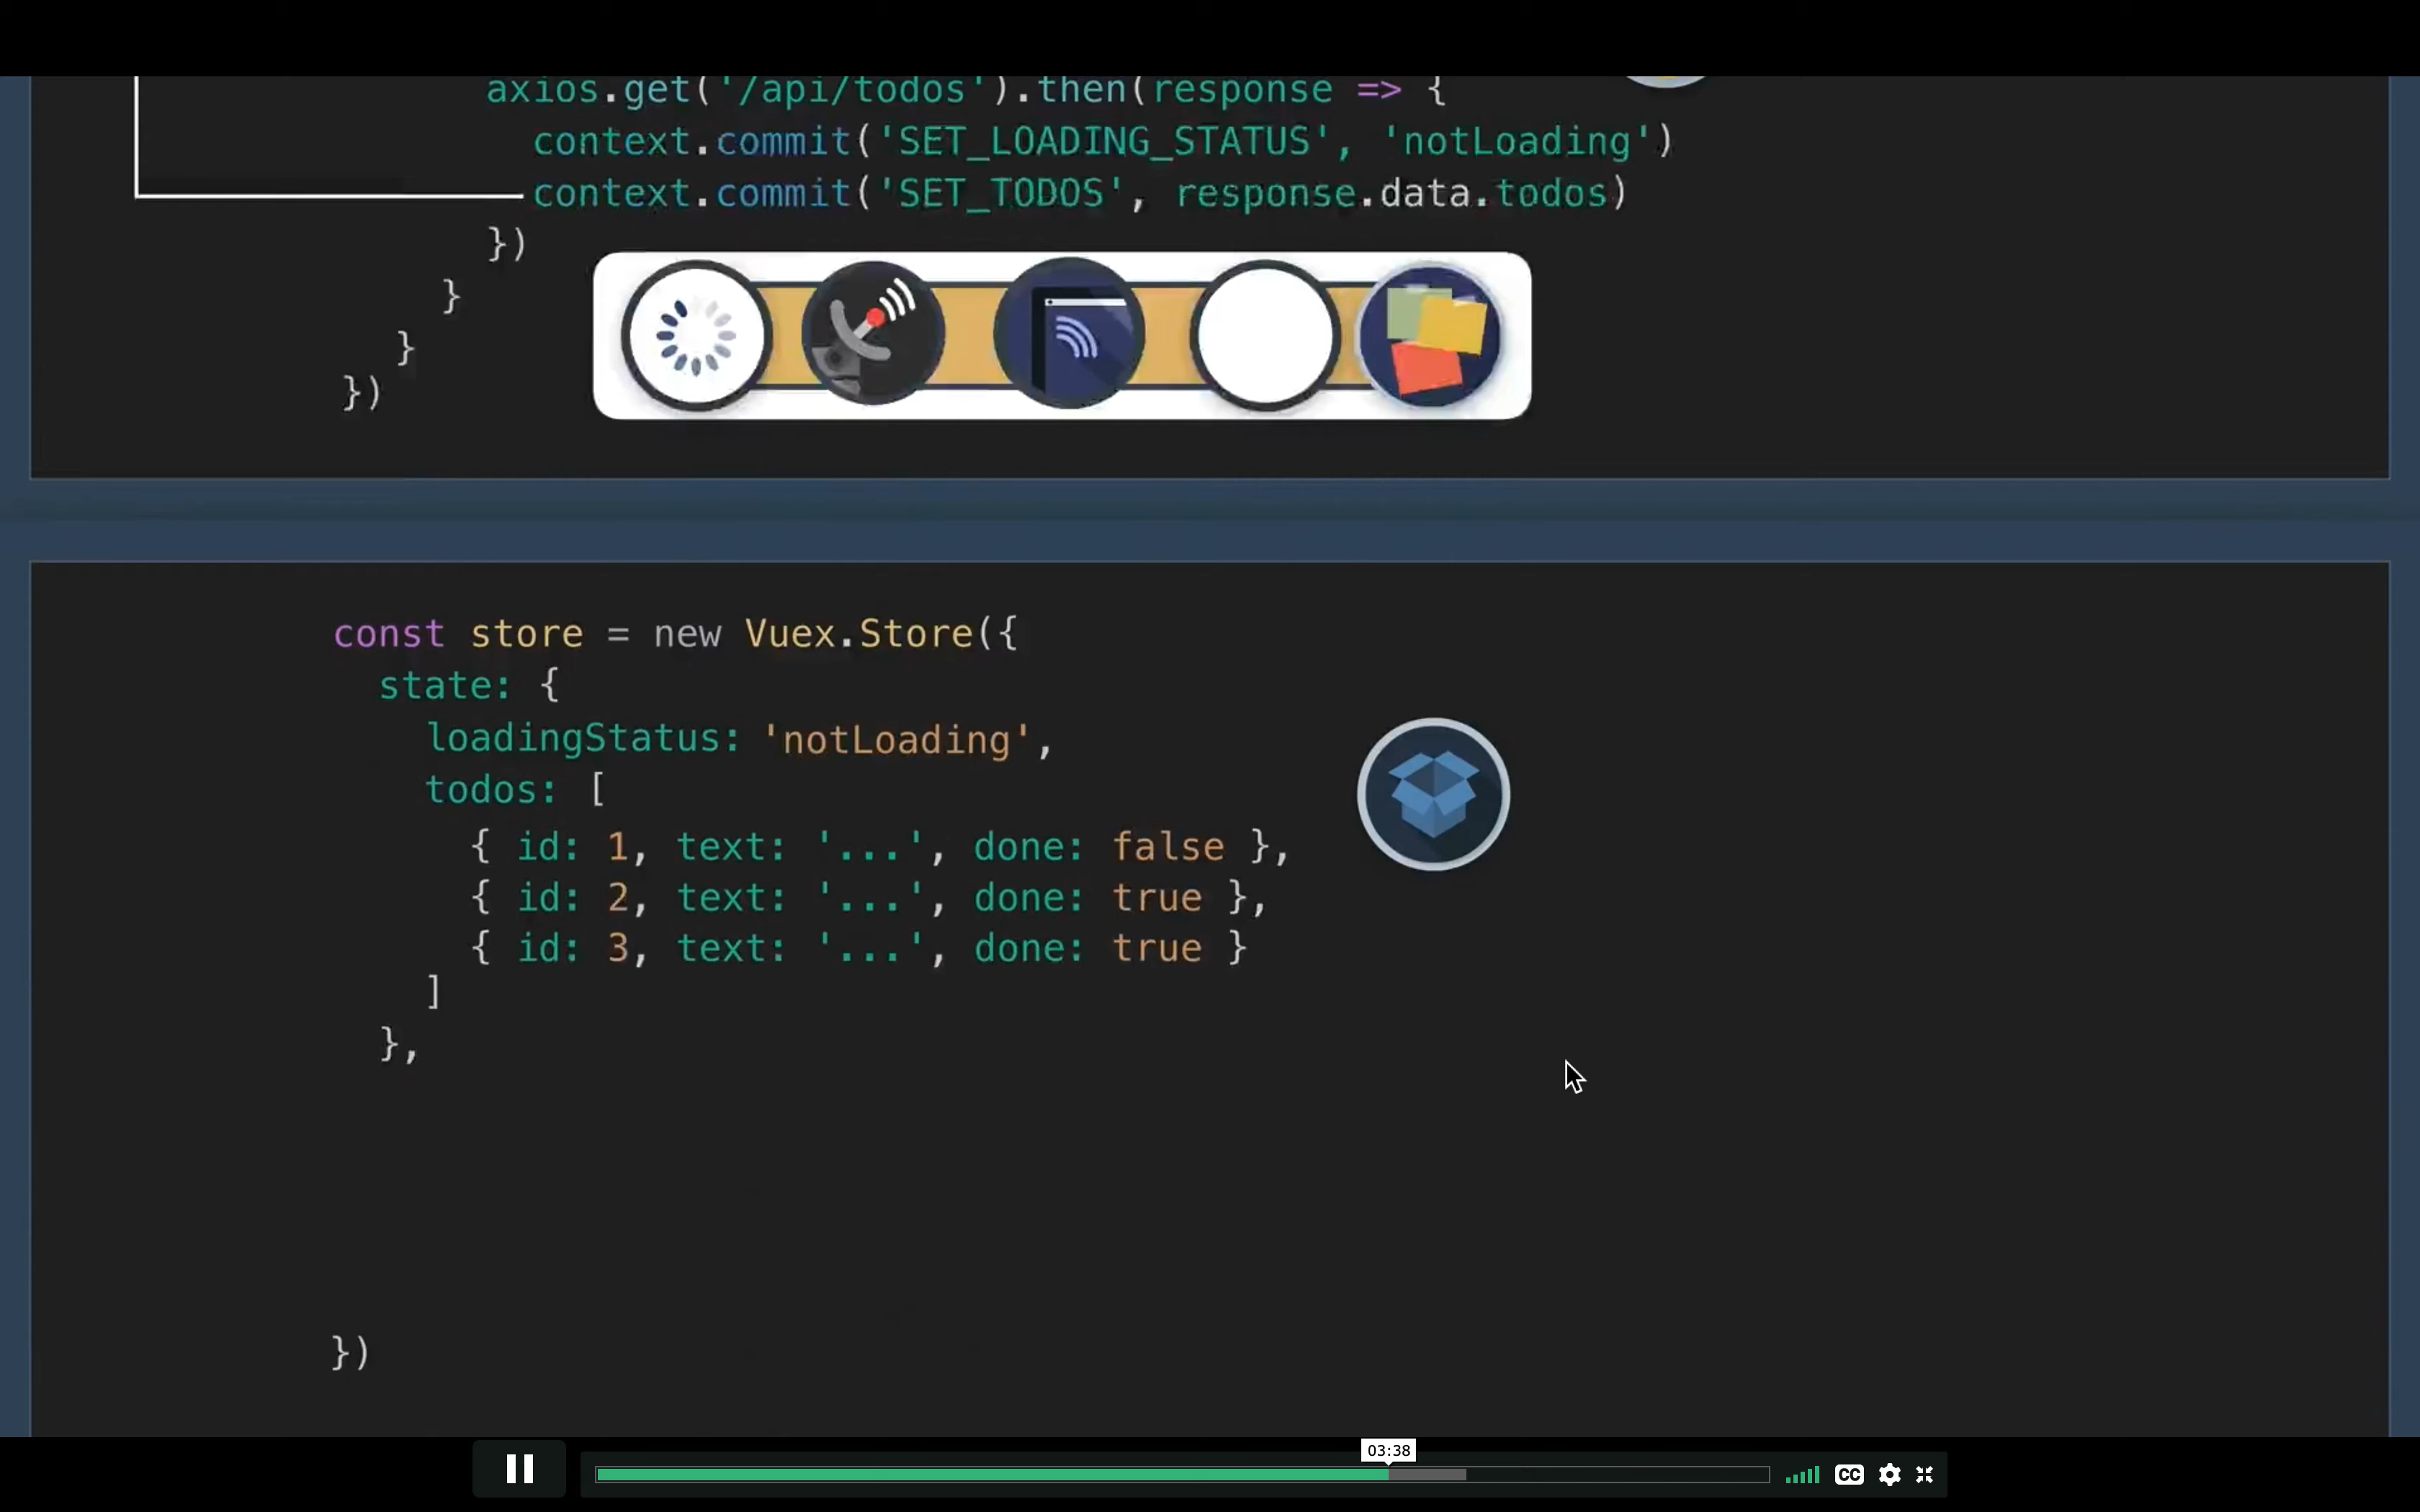 axios.get('/api/todos').then(response => {
context.commit('SET_LOADING_STATUS', 'notLoading')
context.commit('SET_TODOS', response.data.todos)
})
}
}
})
const store = new Vuex.Store({
state: {
loadingStatus: 'notLoading',
todos: [
{ id: 1, text: '...', done: false },
{ id: 2, text: '...', done: true },
{ id: 3, text: '...', done: true }
]
},
})
03:38
CC